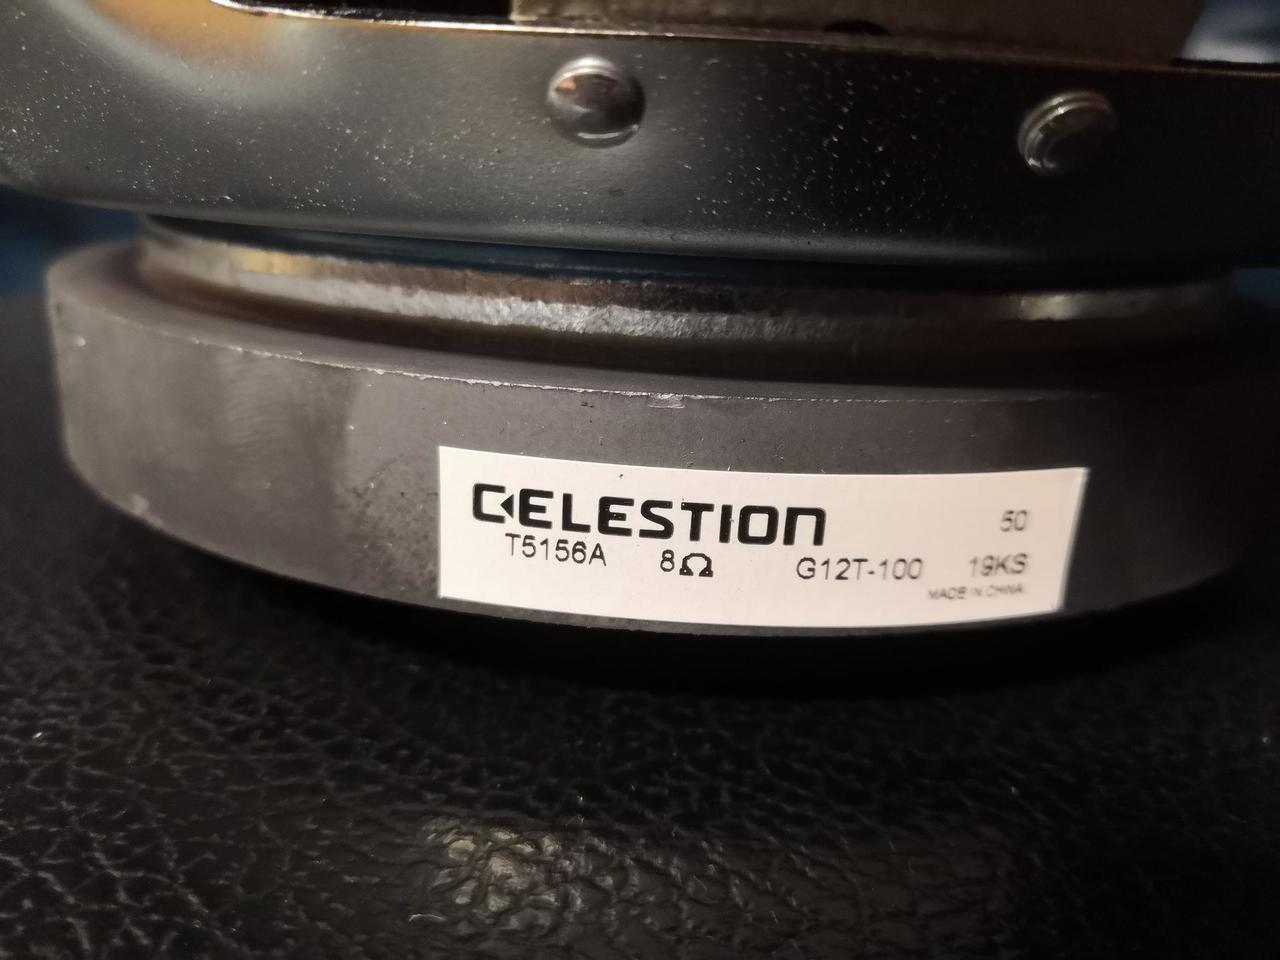 CELESTION 50
T5156A 8Ω G12T-100 19KS
MADE IN CHINA